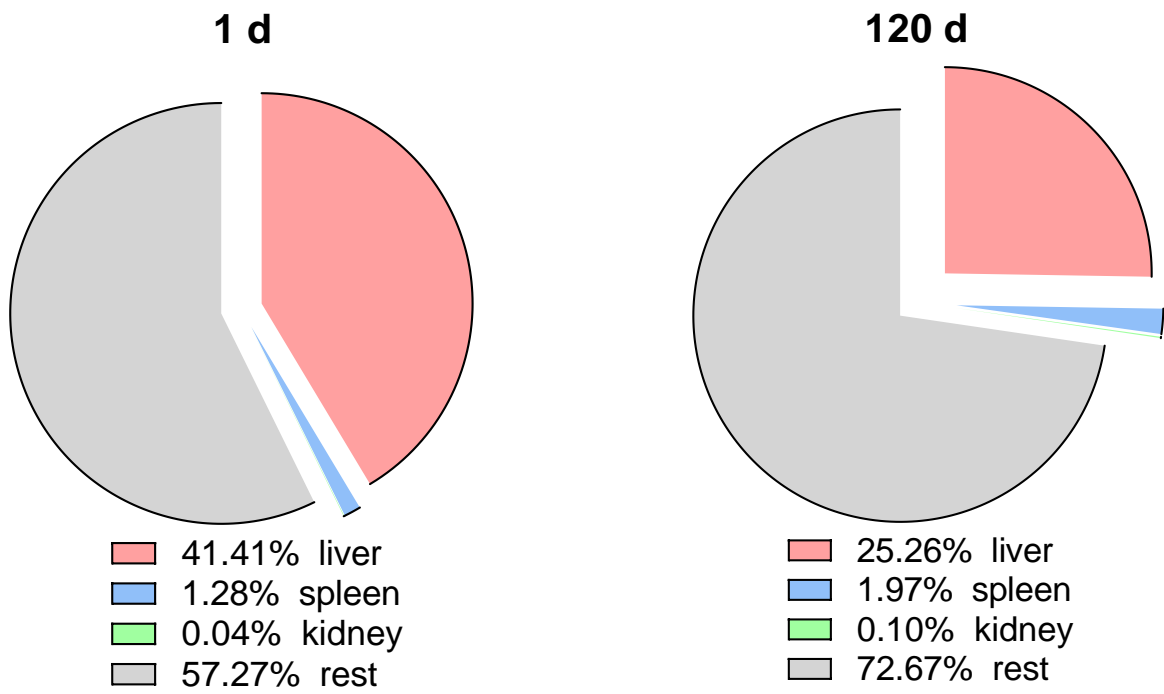 1 d
41.41% liver
1.28% spleen
0.04% kidney
57.27% rest
120 d
25.26% liver
1.97% spleen
0.10% kidney
72.67% rest